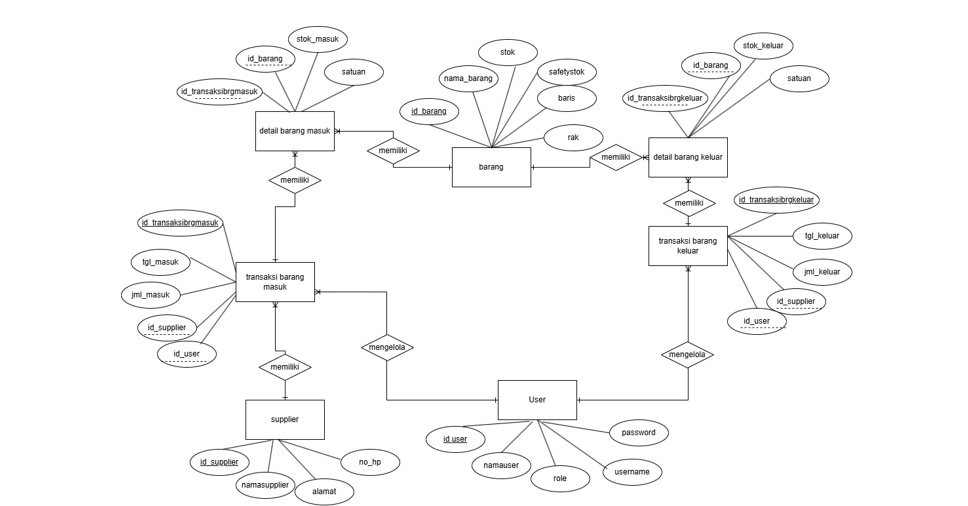 stok_masuk
id_barang
satuan
id_transaksibrgmasuk
detail barang masuk
memiliki
memiliki
stok
nama_barang
safetystok
baris
id_barang
rak
barang
stok_keluar
id_barang
satuan
id_transaksibrgkeluar
memiliki
detail barang keluar
memiliki
id_transaksibrgkeluar
transaksi barang
keluar
tgl_keluar
jml_keluar
id_supplier
id_user
id_transaksibrgmasuk
tgl_masuk
transaksi barang
masuk
jml_masuk
id_supplier
id_user
mengelola
mengelola
memiliki
supplier
User
id_supplier
namasupplier
alamat
no_hp
id user
namauser
role
username
password